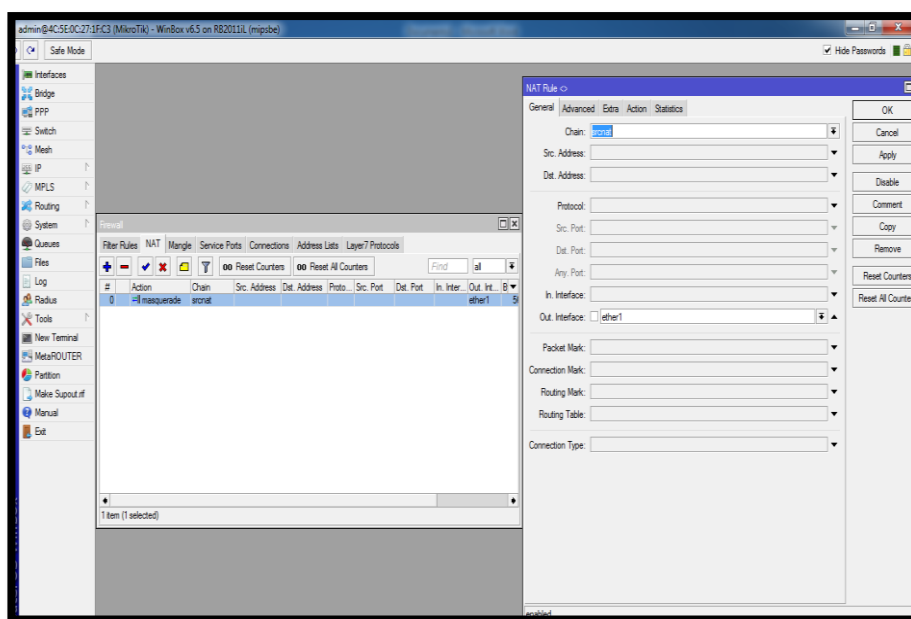 admin@4C:5E:0C:27:1F:C3 (MikroTik) - WinBox v6.5 on RB2011iL (mipsbe)
Safe Mode
Hide Passwords
Interfaces
Bridge
PPP
Switch
Mesh
IP
MPLS
Routing
System
Queues
Files
Log
Radius
Tools
New Terminal
MetaROUTER
Partition
Make Supout.rif
Manual
Exit
Firewall
Filter Rules NAT Mangle Service Ports Connections Address Lists Layer7 Protocols
00 Reset Counters 00 Reset All Counters Find all
# Action Chain Src. Address Dst. Address Proto... Src. Port Dst. Port In. Inter... Out. Int... B
0 masquerade srcnat ether1
1 item (1 selected)
NAT Rule <>
General Advanced Extra Action Statistics
Chain: srcnat
Src. Address:
Dst. Address:
Protocol:
Src. Port:
Dst. Port:
Any. Port:
In. Interface:
Out. Interface: ether1
Packet Mark:
Connection Mark:
Routing Mark:
Routing Table:
Connection Type:
enabled
OK
Cancel
Apply
Disable
Comment
Copy
Remove
Reset Counters
Reset All Counte